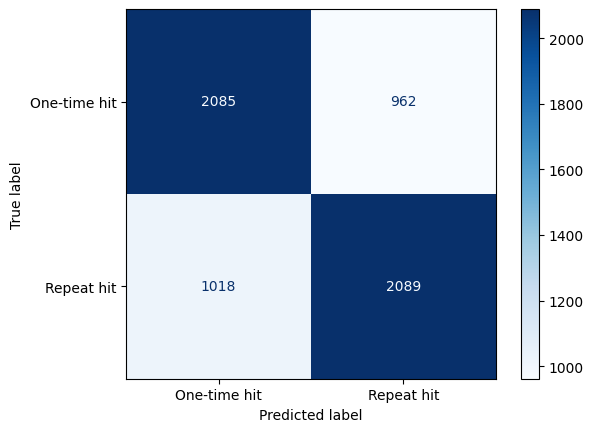 One-time hit
2085
962
Repeat hit
1018
2089
One-time hit
Repeat hit
Predicted label
True label
2000
1800
1600
1400
1200
1000